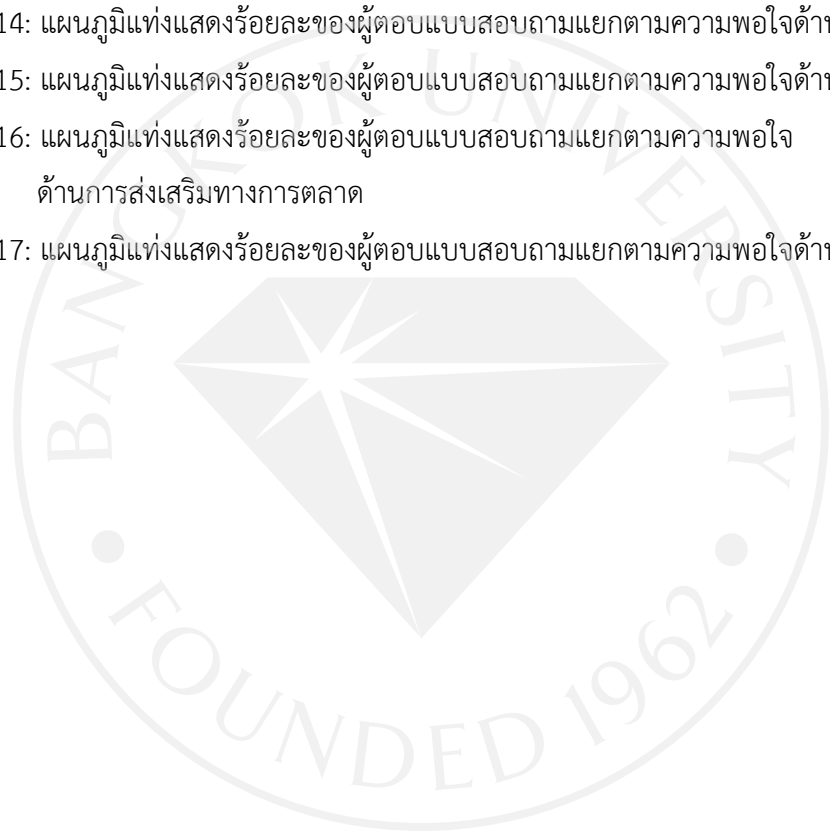 14: แผนภูมิแท่งแสดงร้อยละของผู้ตอบแบบสอบถามแยกตามความพอใจด้าน
15: แผนภูมิแท่งแสดงร้อยละของผู้ตอบแบบสอบถามแยกตามความพอใจด้าน
16: แผนภูมิแท่งแสดงร้อยละของผู้ตอบแบบสอบถามแยกตามความพอใจ
ด้านการส่งเสริมทางการตลาด
17: แผนภูมิแท่งแสดงร้อยละของผู้ตอบแบบสอบถามแยกตามความพอใจด้าน
BANGKOK UNIVERSITY
FOUNDED 1962